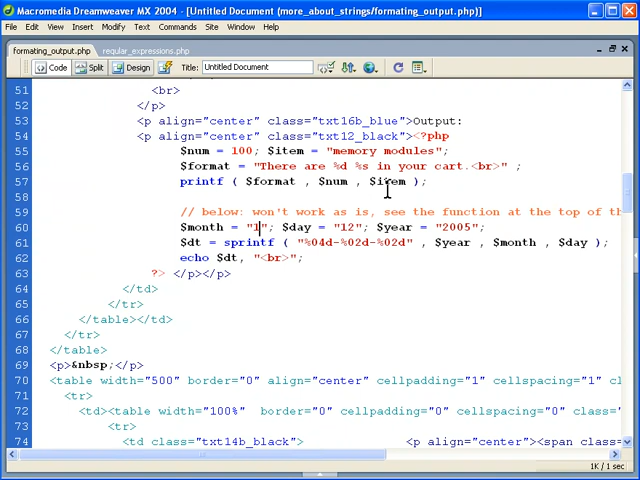 Macromedia Dreamweaver MX 2004 - [Untitled Document (more_about_strings/formating_output.php)]
File Edit View Insert Modify Text Commands Site Window Help
formating_output.php reqular_expressions.php
Code Split Design Title: Untitled Document
51 <br>
52 </p>
53 <p align="center" class="txt16b_blue">Output:
54 <p align="center" class="txt12_black"><?php
55 $num = 100; $item = "memory modules";
56 $format = "There are %d %s in your cart.<br>" ;
57 printf ( $format , $num , $item );
58
59 // below: won't work as is, see the function at the top of th
60 $month = "1"; $day = "12"; $year = "2005";
61 $dt = sprintf ( "%04d-%02d-%02d" , $year , $month , $day );
62 echo $dt, "<br>";
63 ?> </p></p>
64 </td>
65 </tr>
66 </table></td>
67 </tr>
68 </table>
69 <p>&nbsp;</p>
70 <table width="500" border="0" align="center" cellpadding="1" cellspacing="1"
71 <tr>
72 <td><table width="100%" border="0" cellpadding="0" cellspacing="0"
73 <tr>
74 <td class="txt14b_black"> <p align="center"><span class=
1K / 1 sec